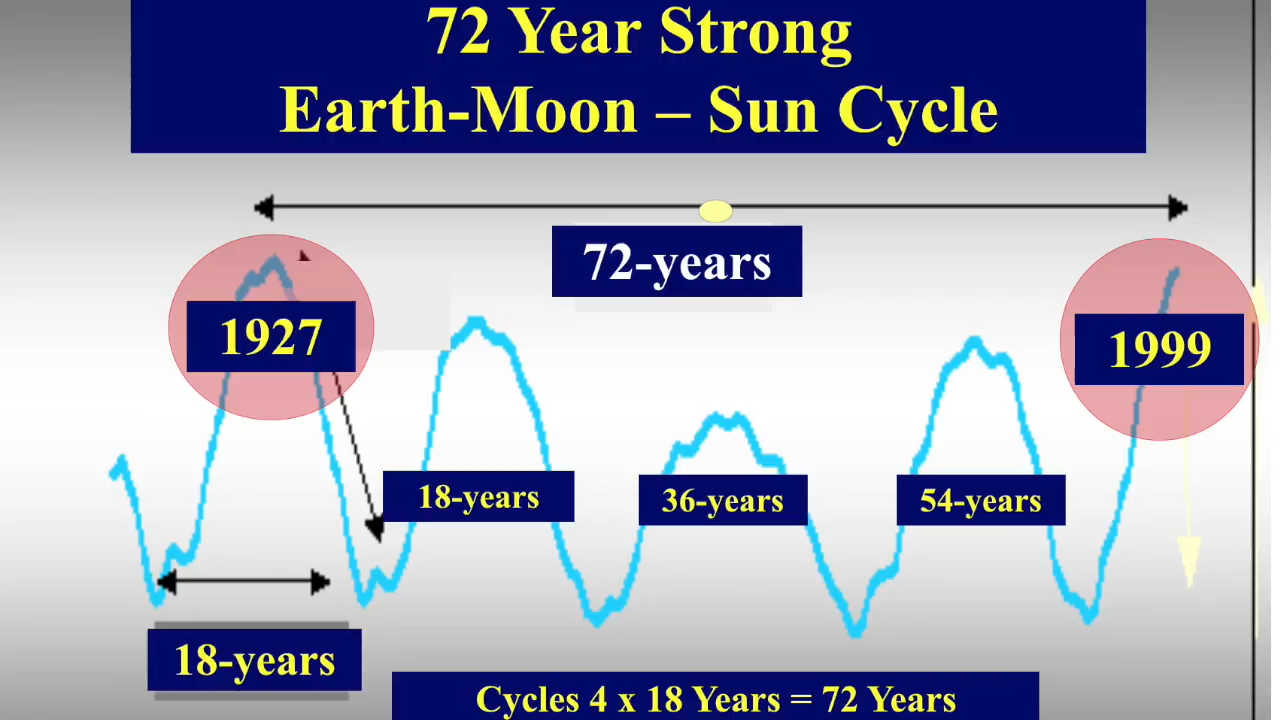 72 Year Strong
Earth-Moon – Sun Cycle
72-years
1927
1999
18-years
36-years
54-years
18-years
Cycles 4 x 18 Years = 72 Years